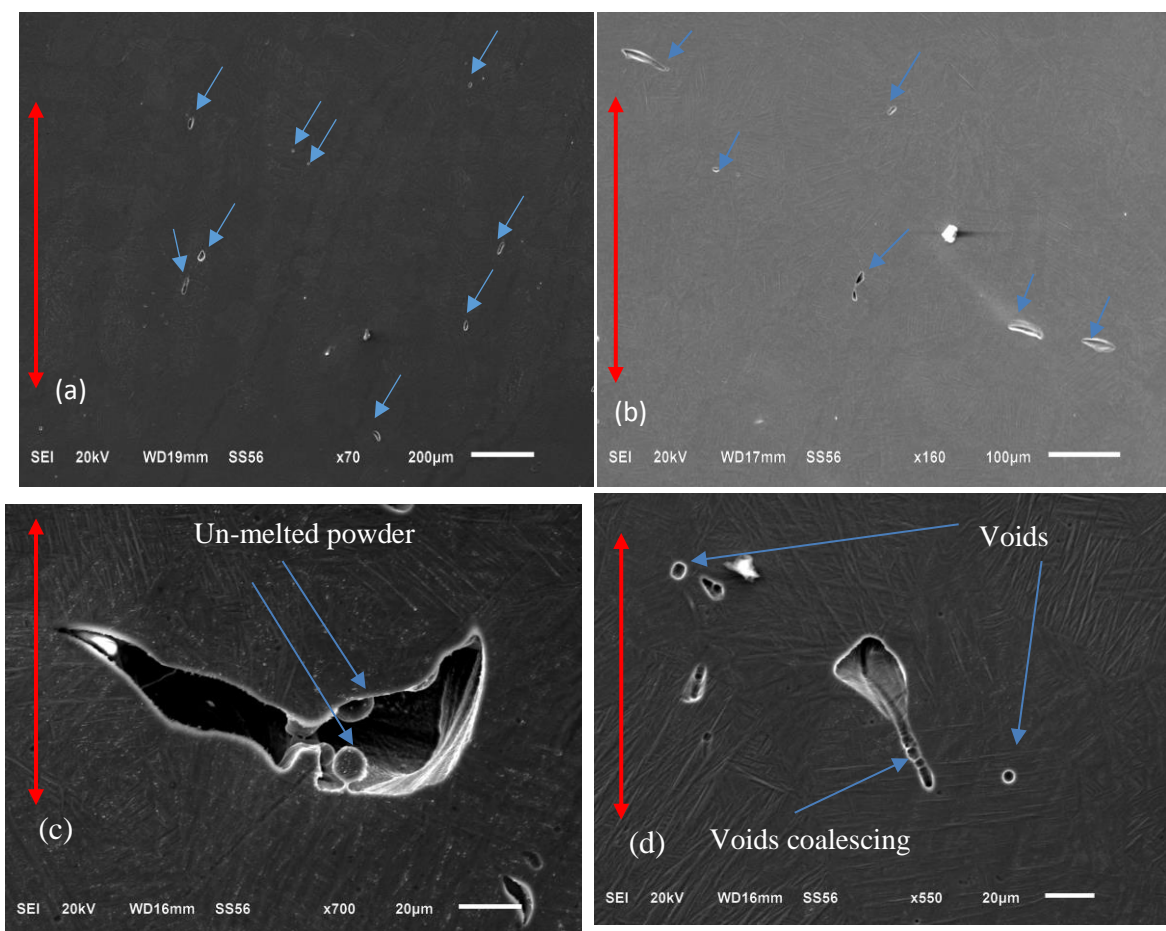 (a)
SEI 20kV WD19mm SS56 x70 200µm
(b)
SEI 20kV WD17mm SS56 x160 100µm
Un-melted powder
(c)
SEI 20kV WD16mm SS56 x700 20µm
Voids
Voids coalescing
(d)
SEI 20kV WD16mm SS56 x550 20µm